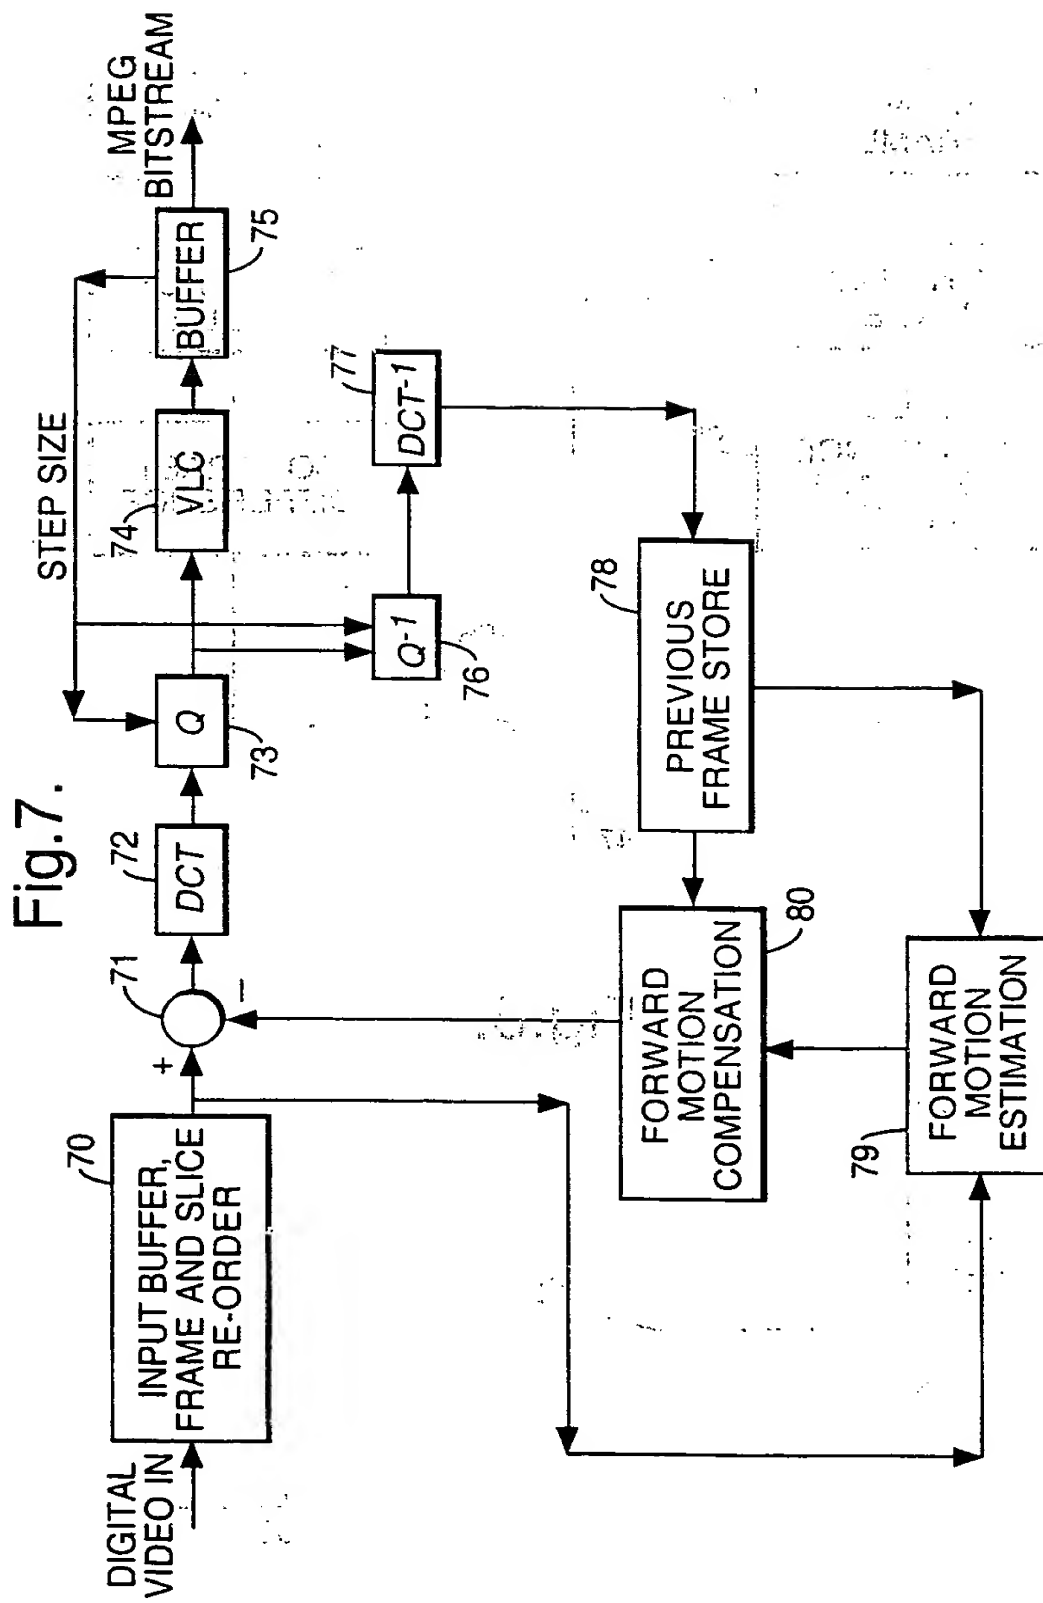 Fig.7.
STEP SIZE
DIGITAL
VIDEO IN
70
INPUT BUFFER,
FRAME AND SLICE
RE-ORDER
+
71
−
72
DCT
Q
73
74
VLC
BUFFER
75
MPEG
BITSTREAM
Q-1
76
77
DCT-1
78
PREVIOUS
FRAME STORE
FORWARD
MOTION
COMPENSATION
80
79
FORWARD
MOTION
ESTIMATION